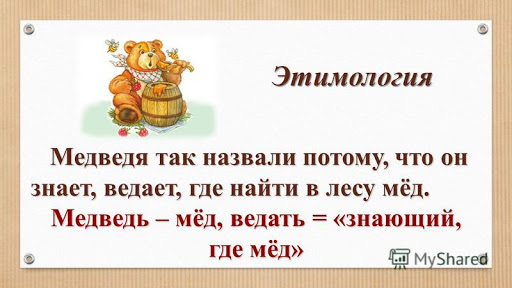 Этимология
Медведя так назвали потому, что он
знает, ведает, где найти в лесу мёд.
Медведь – мёд, ведать = «знающий,
где мёд»
MyShared